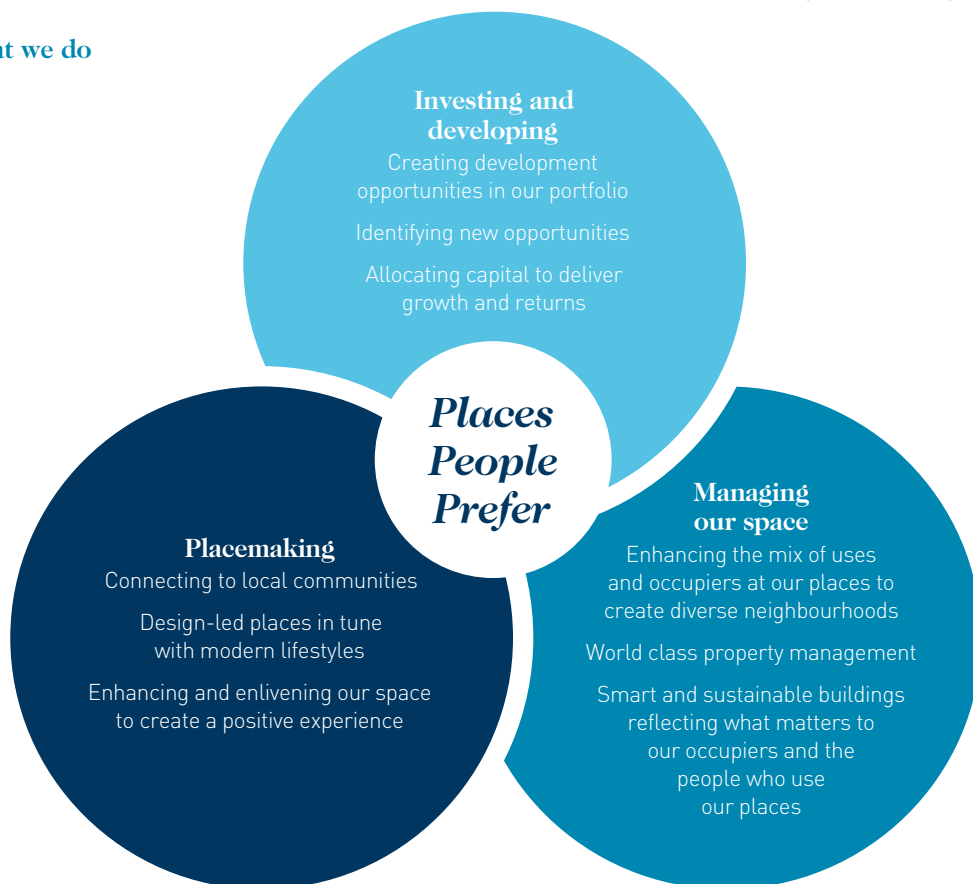 we do
Investing and
developing
Creating development
opportunities in our portfolio
Identifying new opportunities
Allocating capital to deliver
growth and returns
Places
People
Prefer
Placemaking
Connecting to local communities
Design-led places in tune
with modern lifestyles
Enhancing and enlivening our space
to create a positive experience
Managing
our space
Enhancing the mix of uses
and occupiers at our places to
create diverse neighbourhoods
World class property management
Smart and sustainable buildings
reflecting what matters to
our occupiers and the
people who use
our places